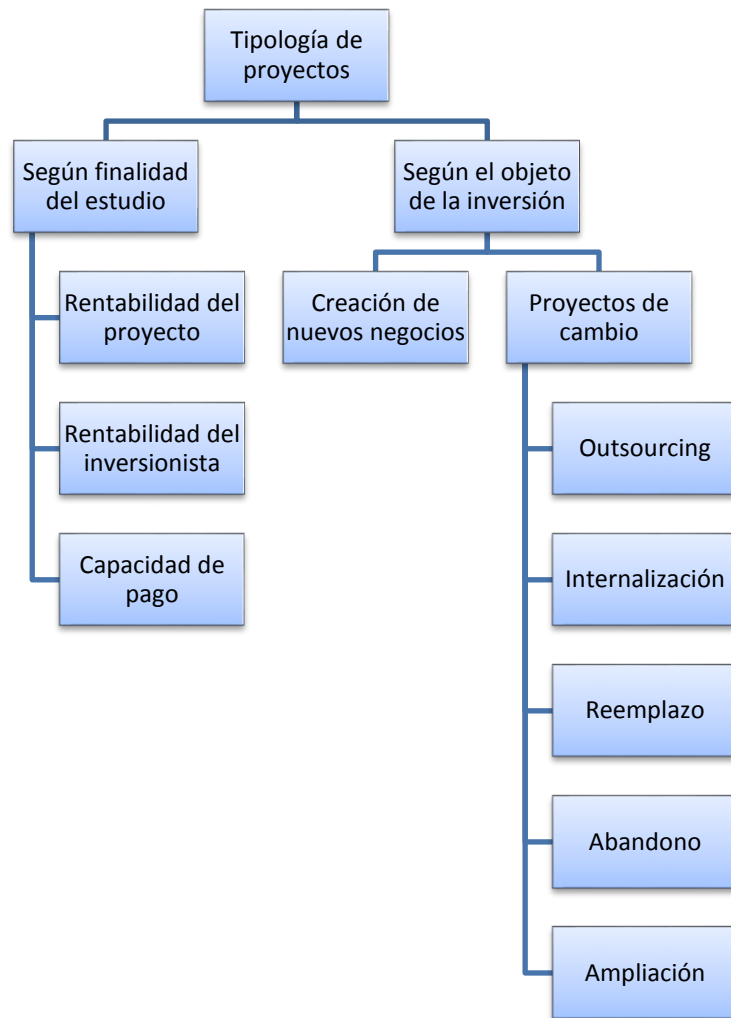 Tipología de
proyectos
Según finalidad
del estudio
Rentabilidad del
proyecto
Rentabilidad del
inversionista
Capacidad de
pago
Según el objeto
de la inversión
Creación de
nuevos negocios
Proyectos de
cambio
Outsourcing
Internalización
Reemplazo
Abandono
Ampliación